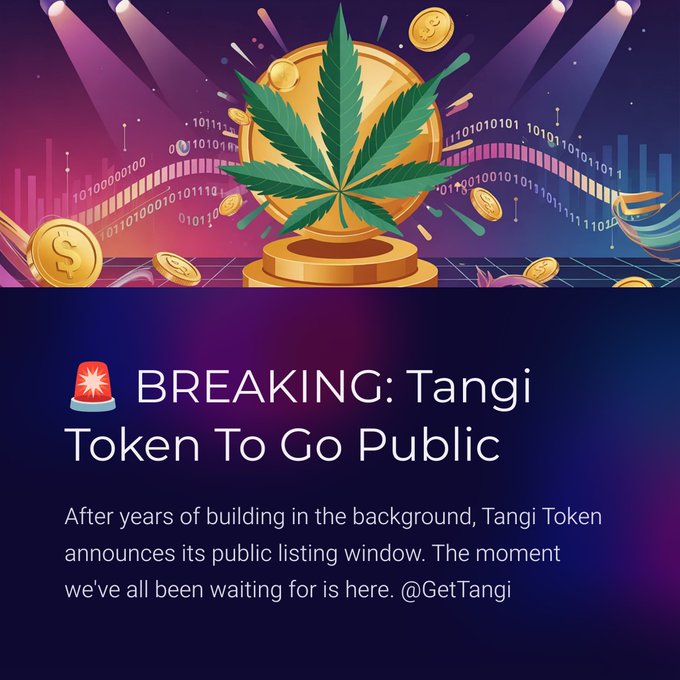 🚨 BREAKING: Tangi
Token To Go Public
After years of building in the background, Tangi Token
announces its public listing window. The moment
we've all been waiting for is here. @GetTangi